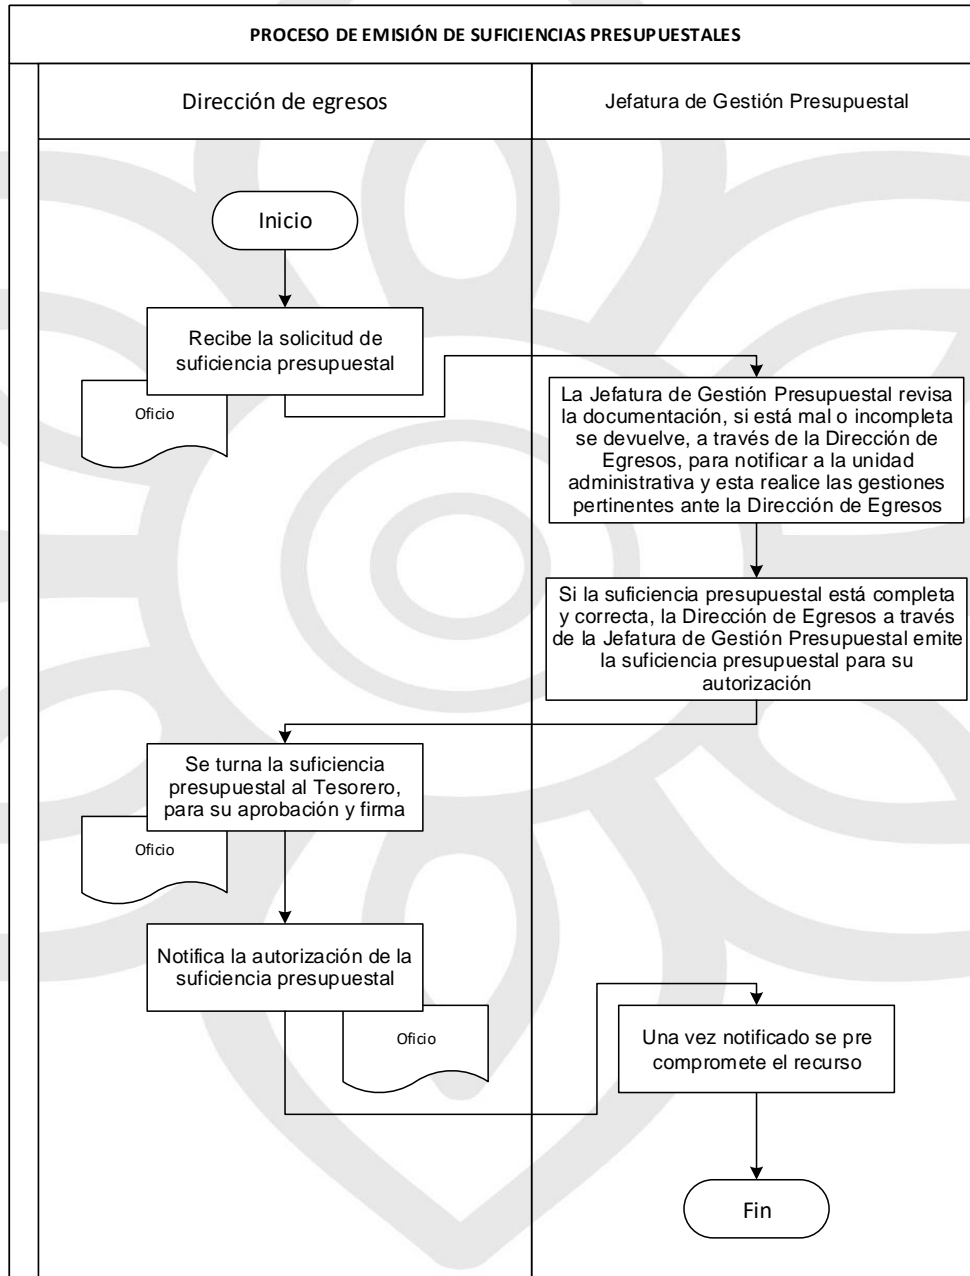 PROCESO DE EMISIÓN DE SUFICIENCIAS PRESUPUESTALES
Dirección de egresos
Jefatura de Gestión Presupuestal
Inicio
Recibe la solicitud de
suficiencia presupuestal
Oficio
La Jefatura de Gestión Presupuestal revisa
la documentación, si está mal o incompleta
se devuelve, a través de la Dirección de
Egresos, para notificar a la unidad
administrativa y esta realice las gestiones
pertinentes ante la Dirección de Egresos
Si la suficiencia presupuestal está completa
y correcta, la Dirección de Egresos a través
de la Jefatura de Gestión Presupuestal emite
la suficiencia presupuestal para su
autorización
Se turna la suficiencia
presupuestal al Tesorero,
para su aprobación y firma
Oficio
Notifica la autorización de la
suficiencia presupuestal
Oficio
Una vez notificado se pre
compromete el recurso
Fin